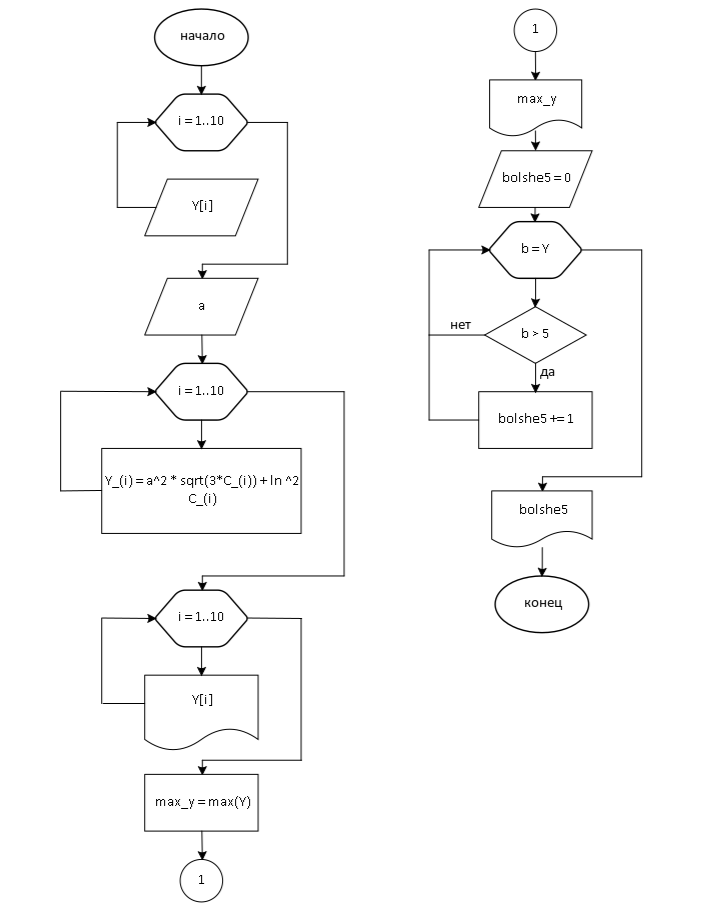 начало
i = 1..10
Y[i]
a
i = 1..10
Y_(i) = a^2 * sqrt(3*C_(i)) + ln ^2
C_(i)
i = 1..10
Y[i]
max_y = max(Y)
1
1
max_y
bolshe5 = 0
b = Y
нет
b > 5
да
bolshe5 += 1
bolshe5
конец